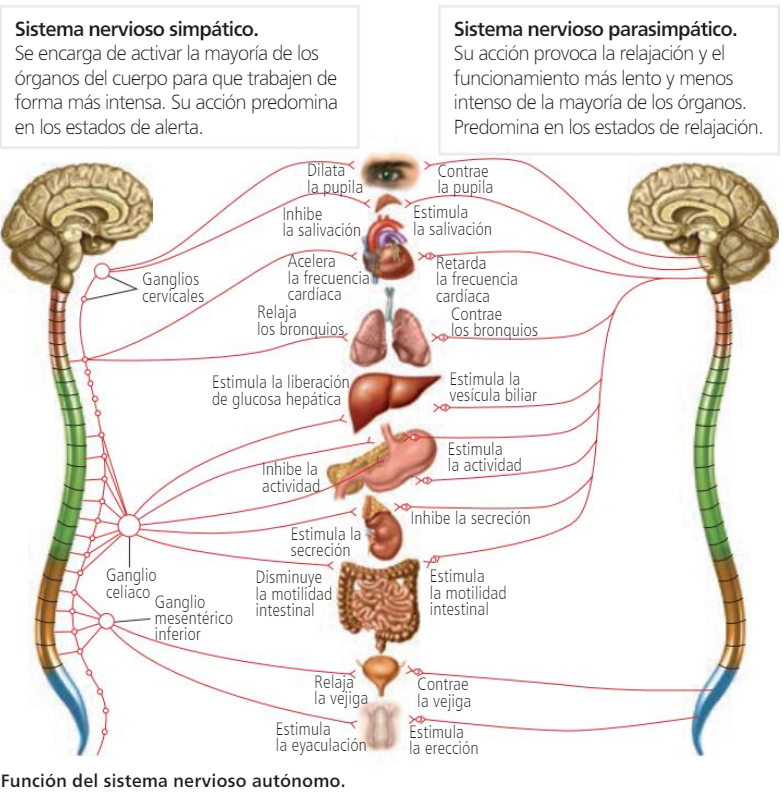 Sistema nervioso simpático.
Se encarga de activar la mayoría de los
órganos del cuerpo para que trabajen de
forma más intensa. Su acción predomina
en los estados de alerta.
Sistema nervioso parasimpático.
Su acción provoca la relajación y el
funcionamiento más lento y menos
intenso de la mayoría de los órganos.
Predomina en los estados de relajación.
Dilata
la pupila
Contrae
la pupila
Inhibe
la salivación
Estimula
la salivación
Acelera
la frecuencia
cardíaca
Retarda
la frecuencia
cardíaca
Ganglios
cervicales
Relaja
los bronquios
Contrae
los bronquios
Estimula la liberación
de glucosa hepática
Estimula la
vesícula biliar
Inhibe la
actividad
Estimula
la actividad
Estimula la
secreción
Inhibe la secreción
Ganglio
celíaco
Disminuye
la motilidad
intestinal
Estimula
la motilidad
intestinal
Ganglio
mesentérico
inferior
Relaja
la vejiga
Contrae
la vejiga
Estimula
la eyaculación
Estimula
la erección
Función del sistema nervioso autónomo.